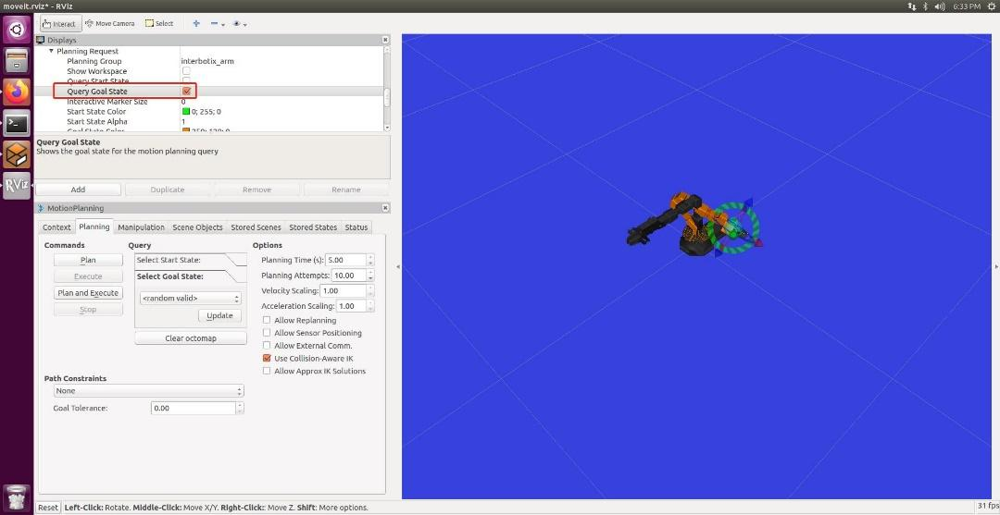 moveit.rviz* - RViz
6:33 PM
Interact Move Camera Select
Displays
Planning Request
Planning Group interbotix_arm
Show Workspace
Query Start State
Query Goal State
Interactive Marker Size 0
Start State Color 0; 255; 0
Start State Alpha 1
Goal State Color 250; 128; 0
Query Goal State
Shows the goal state for the motion planning query
Add Duplicate Remove Rename
MotionPlanning
Context Planning Manipulation Scene Objects Stored Scenes Stored States Status
Commands Query Options
Plan Select Start State: Planning Time (s): 5.00
Execute Select Goal State: Planning Attempts: 10.00
Plan and Execute <random valid> Velocity Scaling: 1.00
Stop Update Acceleration Scaling: 1.00
Clear octomap
Allow Replanning
Allow Sensor Positioning
Allow External Comm.
Use Collision-Aware IK
Allow Approx IK Solutions
Path Constraints
None
Goal Tolerance: 0.00
RViz
Reset Left-Click: Rotate. Middle-Click: Move X/Y. Right-Click: Move Z. Shift: More options. 31 fps